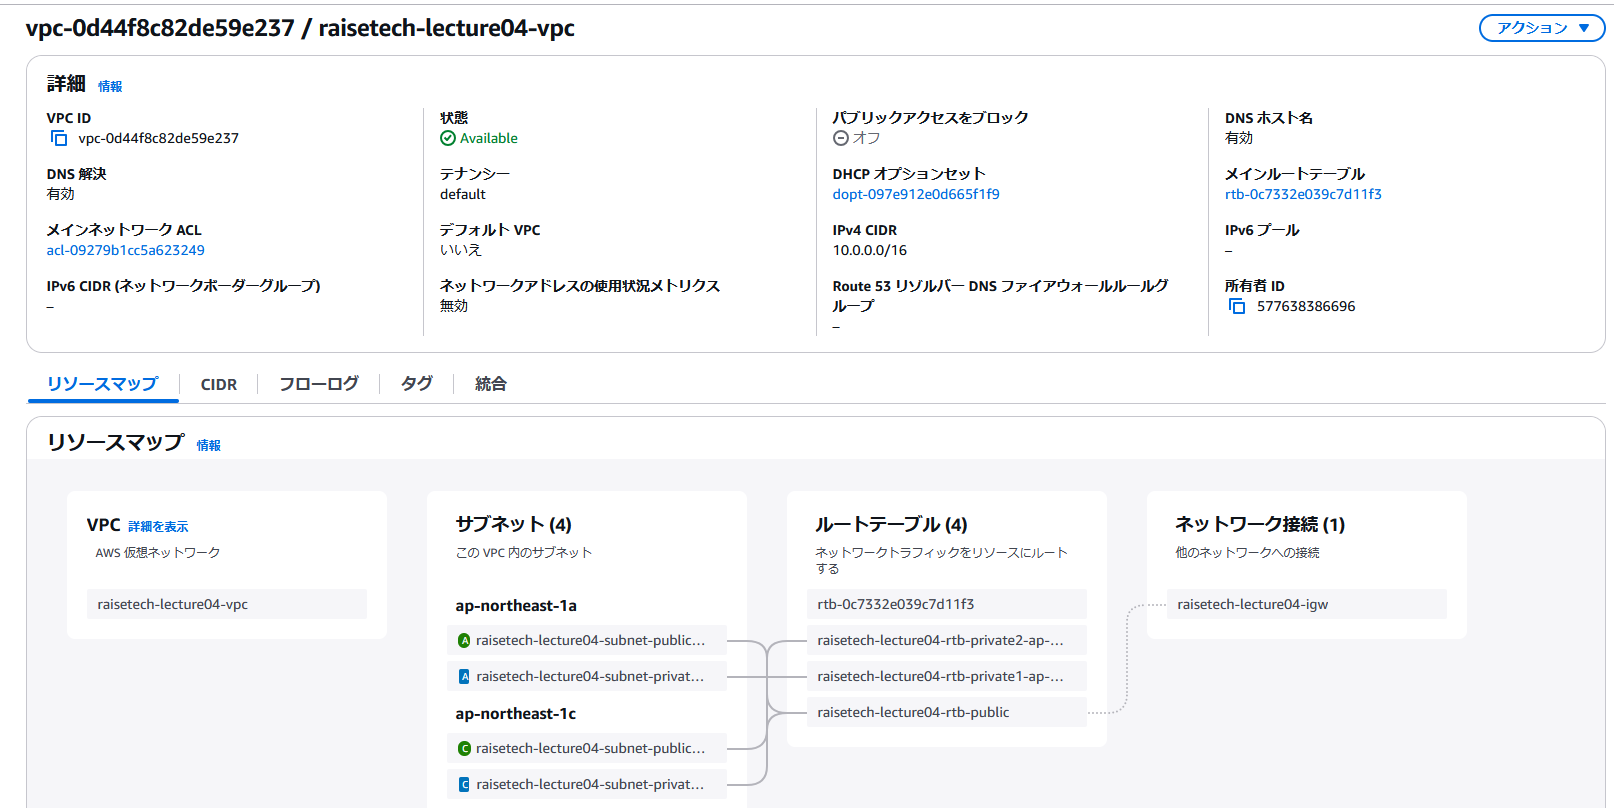 vpc-0d44f8c82de59e237 / raisetech-lecture04-vpc
アクション ▼
詳細 情報
VPC ID
vpc-0d44f8c82de59e237
状態
Available
パブリックアクセスをブロック
オフ
DNS ホスト名
有効
DNS 解決
有効
テナンシー
default
DHCP オプションセット
dopt-097e912e0d665f1f9
メインルートテーブル
rtb-0c7332e039c7d11f3
メインネットワーク ACL
acl-09279b1cc5a623249
デフォルト VPC
いいえ
IPv4 CIDR
10.0.0.0/16
IPv6 プール
–
IPv6 CIDR (ネットワークボーダーグループ)
–
ネットワークアドレスの使用状況メトリクス
無効
Route 53 リゾルバー DNS ファイアウォールルールグ
ループ
–
所有者 ID
577638386696
リソースマップ CIDR フローログ タグ 統合
リソースマップ 情報
VPC 詳細を表示
AWS 仮想ネットワーク
raisetech-lecture04-vpc
サブネット (4)
この VPC 内のサブネット
ap-northeast-1a
A raisetech-lecture04-subnet-public...
A raisetech-lecture04-subnet-privat...
ap-northeast-1c
C raisetech-lecture04-subnet-public...
C raisetech-lecture04-subnet-privat...
ルートテーブル (4)
ネットワークトラフィックをリソースにルート
する
rtb-0c7332e039c7d11f3
raisetech-lecture04-rtb-private2-ap-...
raisetech-lecture04-rtb-private1-ap-...
raisetech-lecture04-rtb-public
ネットワーク接続 (1)
他のネットワークへの接続
raisetech-lecture04-igw